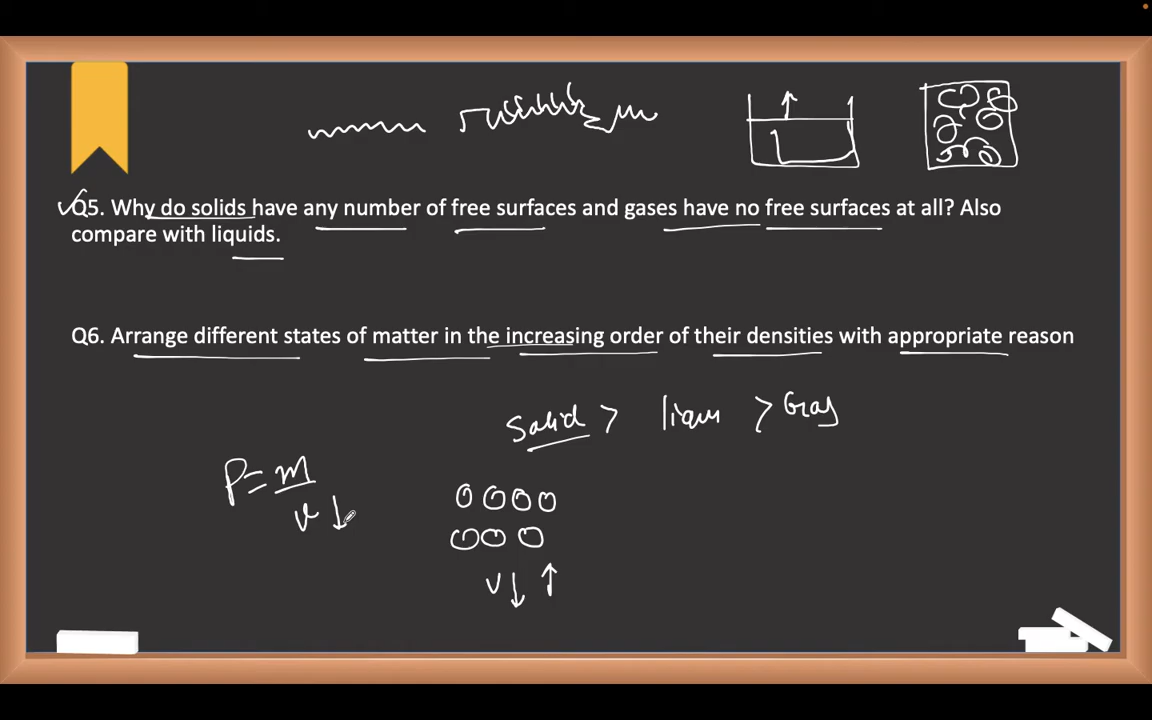 Q5. Why do solids have any number of free surfaces and gases have no free surfaces at all? Also
compare with liquids.
Q6. Arrange different states of matter in the increasing order of their densities with appropriate reason
Solid > liquu > Gas
P = m
v ↓
v ↓ ↑